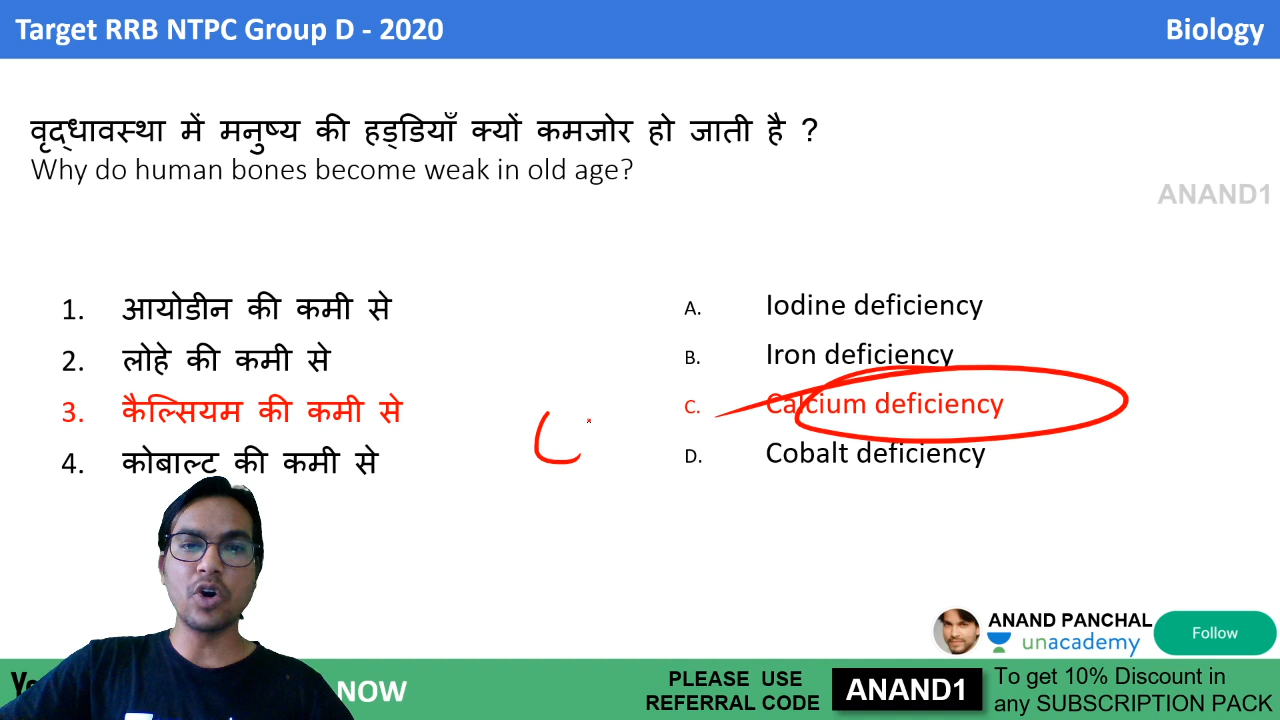 Target RRB NTPC Group D - 2020
Biology
वृद्धावस्था में मनुष्य की हड्डियाँ क्यों कमजोर हो जाती है ?
Why do human bones become weak in old age?
ANAND1
1. आयोडीन की कमी से
2. लोहे की कमी से
3. कैल्सियम की कमी से
4. कोबाल्ट की कमी से
A. Iodine deficiency
B. Iron deficiency
C. Calcium deficiency
D. Cobalt deficiency
ANAND PANCHAL
unacademy
Follow
NOW
PLEASE USE
REFERRAL CODE
ANAND1
To get 10% Discount in
any SUBSCRIPTION PACK